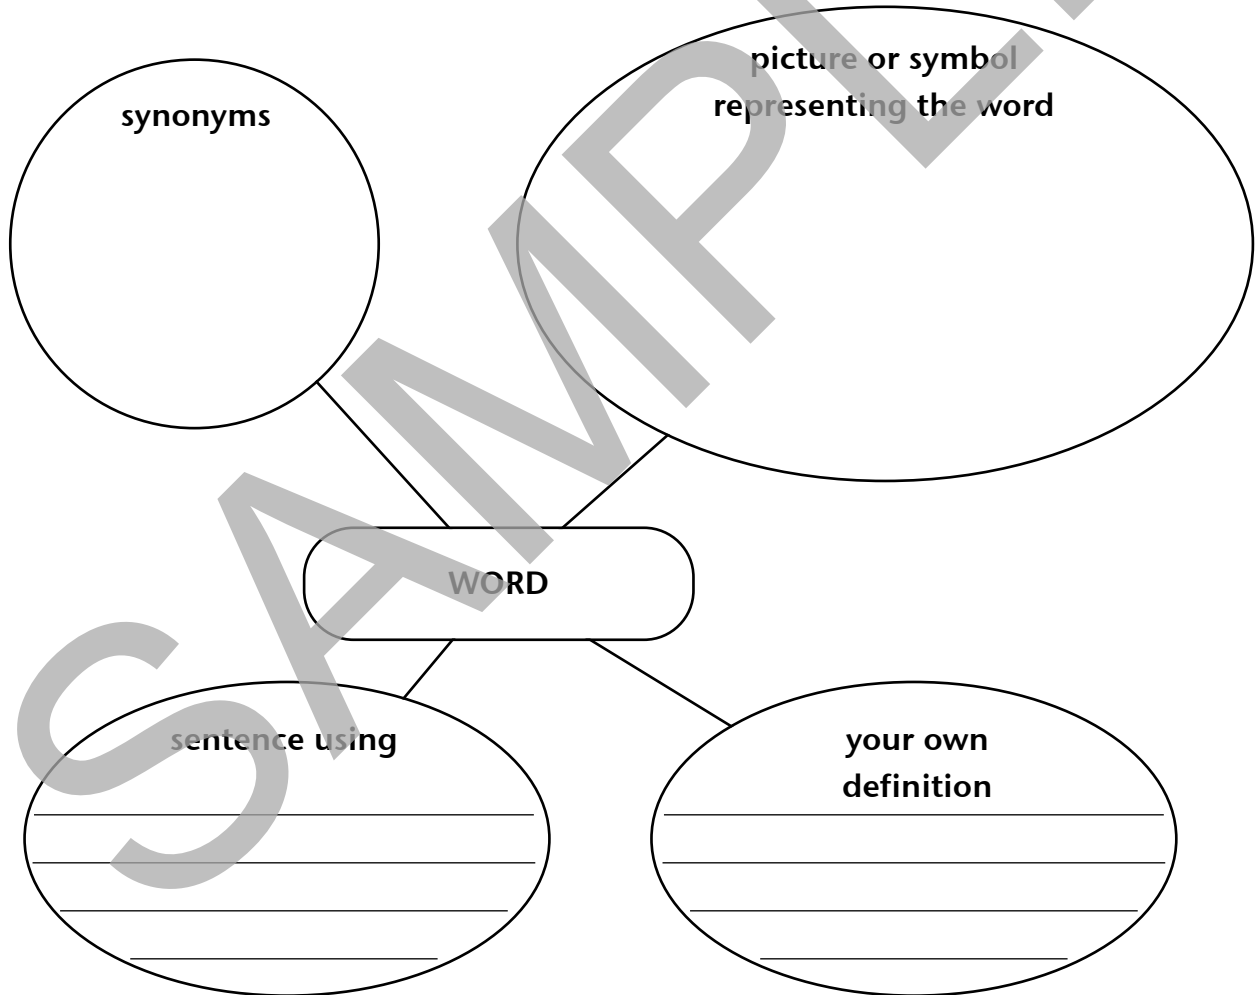 synonyms
picture or symbol
representing the word
WORD
sentence using
your own
definition
SAMPLE